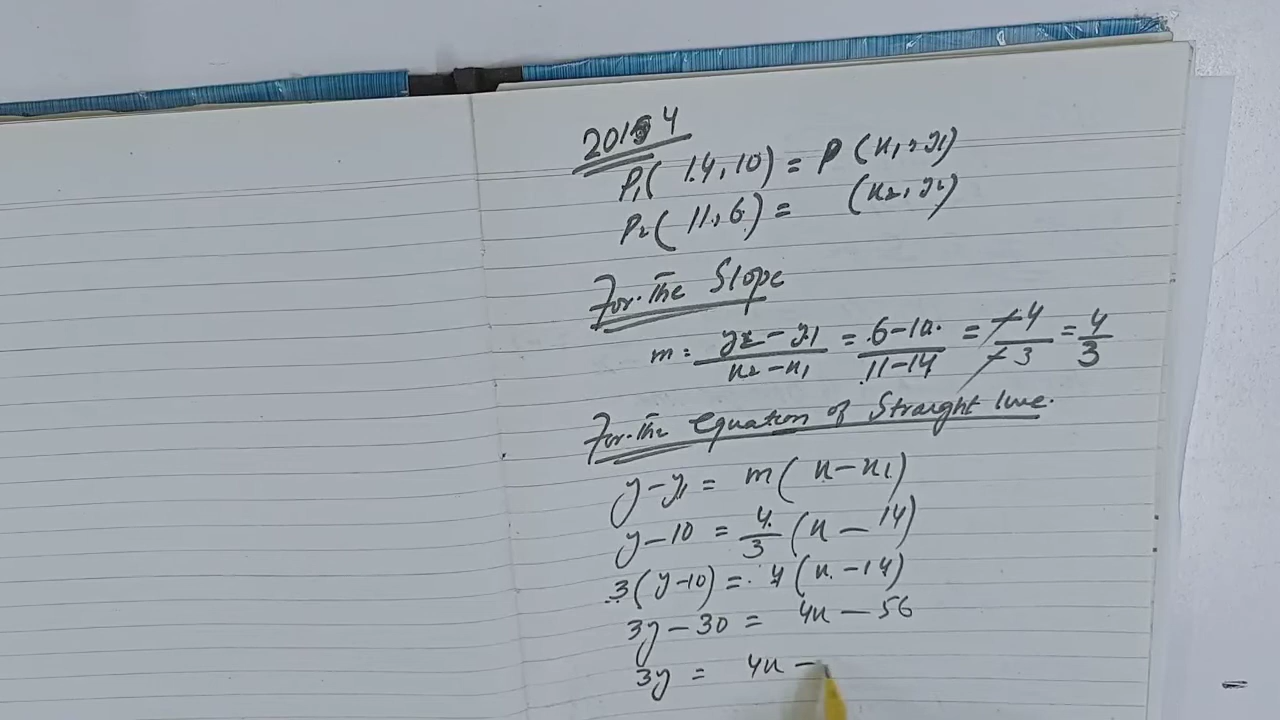 2014
P₁( 14, 10) = P (x₁, y₁)
P₂( 11, 6) = (x₂, y₂)
For The Slope
m = y₂ - y₁ / x₂ - x₁ = 6-10 / 11-14 = -4 / -3 = 4/3
For The equation of Straight line.
y-y₁ = m( x-x₁)
y-10 = 4/3 (x - 14)
3(y-10) = 4(x -14)
3y-30 = 4x - 56
3y = 4x -